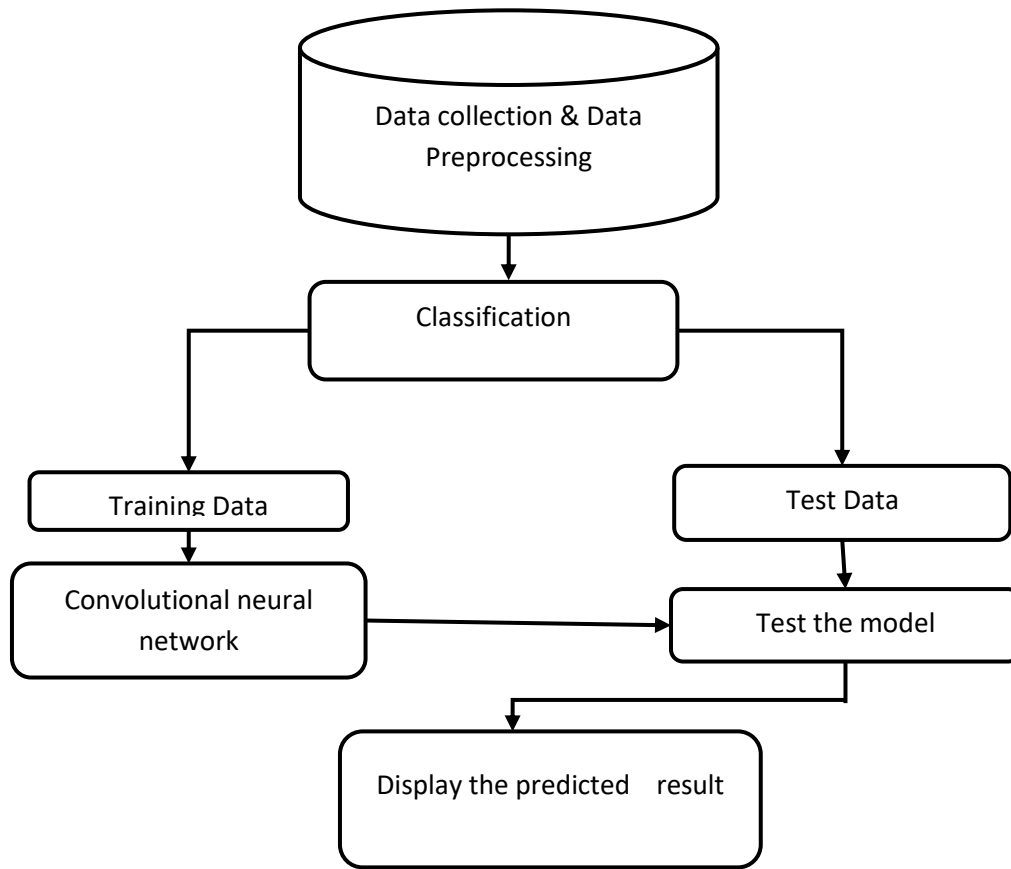 Data collection & Data
Preprocessing
Classification
Training Data
Test Data
Convolutional neural
network
Test the model
Display the predicted result